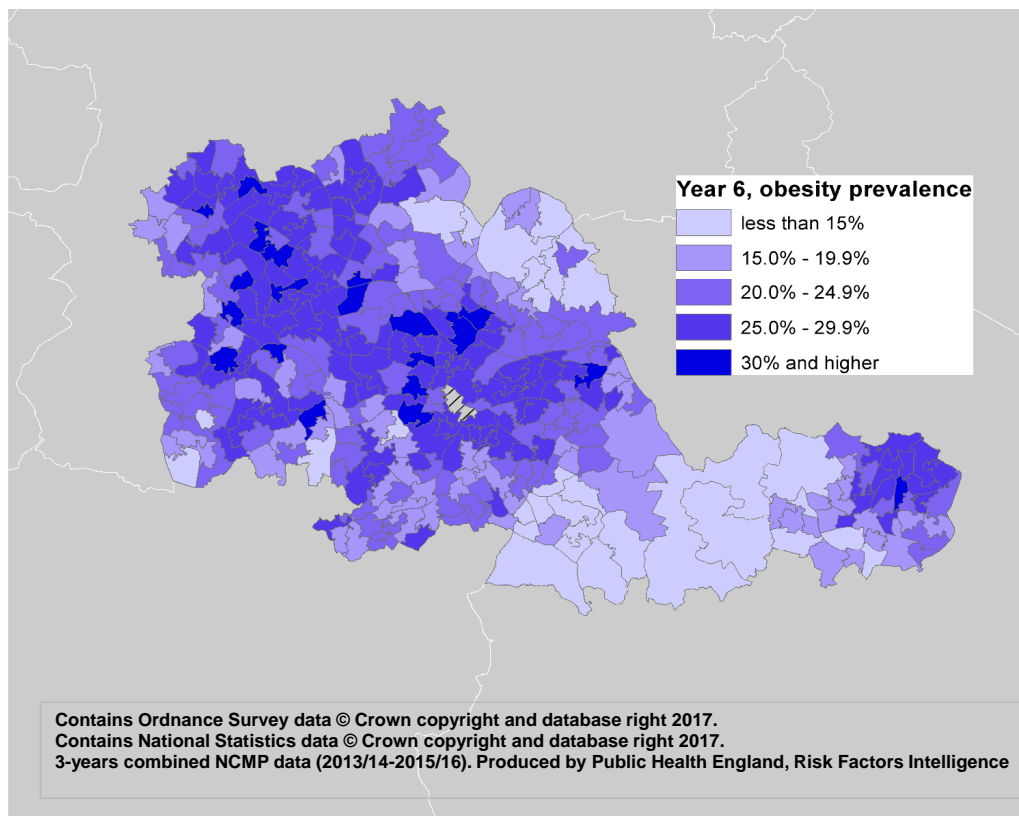 Year 6, obesity prevalence
less than 15%
15.0% - 19.9%
20.0% - 24.9%
25.0% - 29.9%
30% and higher
Contains Ordnance Survey data © Crown copyright and database right 2017.
Contains National Statistics data © Crown copyright and database right 2017.
3-years combined NCMP data (2013/14-2015/16). Produced by Public Health England, Risk Factors Intelligence